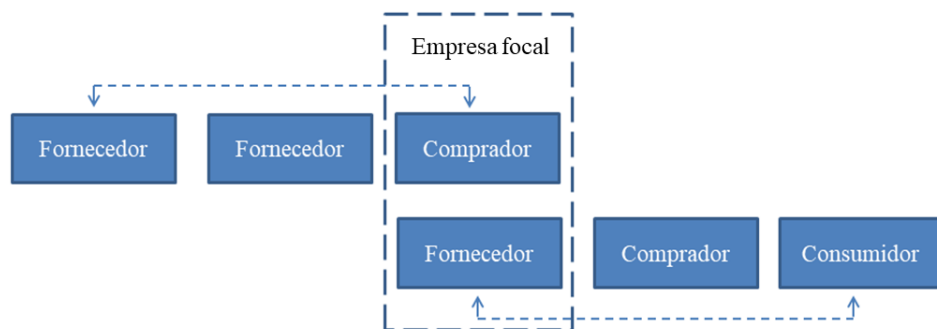 Empresa focal
Fornecedor
Fornecedor
Comprador
Fornecedor
Comprador
Consumidor